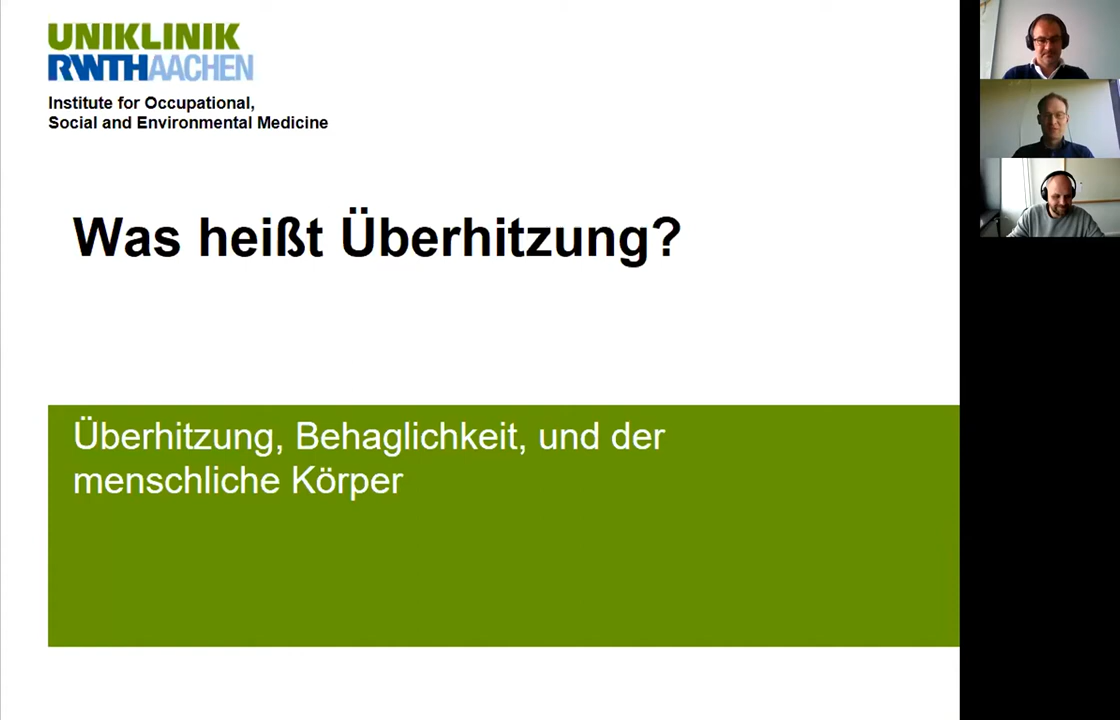 UNIKLINIK
RWTHAACHEN
Institute for Occupational,
Social and Environmental Medicine
Was heißt Überhitzung?
Überhitzung, Behaglichkeit, und der
menschliche Körper